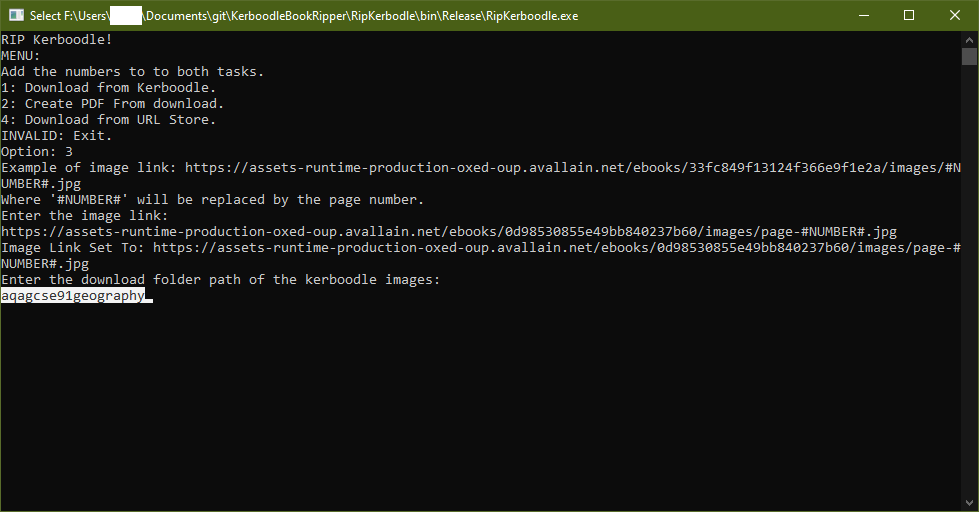 Select F:\Users\ \Documents\git\KerboodleBookRipper\RipKerbodle\bin\Release\RipKerboodle.exe
RIP Kerboodle!
MENU:
Add the numbers to to both tasks.
1: Download from Kerboodle.
2: Create PDF From download.
4: Download from URL Store.
INVALID: Exit.
Option: 3
Example of image link: https://assets-runtime-production-oxed-oup.avallain.net/ebooks/33fc849f13124f366e9f1e2a/images/#N
UMBER#.jpg
Where '#NUMBER#' will be replaced by the page number.
Enter the image link:
https://assets-runtime-production-oxed-oup.avallain.net/ebooks/0d98530855e49bb840237b60/images/page-#NUMBER#.jpg
Image Link Set To: https://assets-runtime-production-oxed-oup.avallain.net/ebooks/0d98530855e49bb840237b60/images/page-#
NUMBER#.jpg
Enter the download folder path of the kerboodle images:
aqagcse91geography